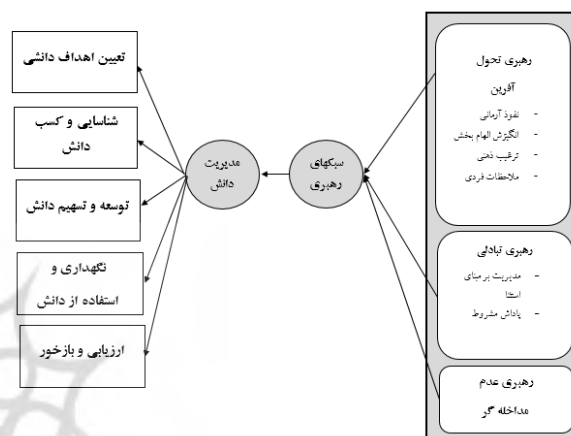 رهبری تحول
آفرین
- نفوذ آرمانی
- انگیزش الهام بخش
- ترغیب ذهنی
- ملاحظات فردی
رهبری تبادلی
- مدیریت بر مبنای
استثنا
- پاداش مشروط
رهبری عدم
مداخله گر
سبکهای
رهبری
مدیریت
دانش
تعیین اهداف دانشی
شناسایی و کسب
دانش
توسعه و تسهیم دانش
نگهداری و
استفاده از دانش
ارزیابی و بازخور